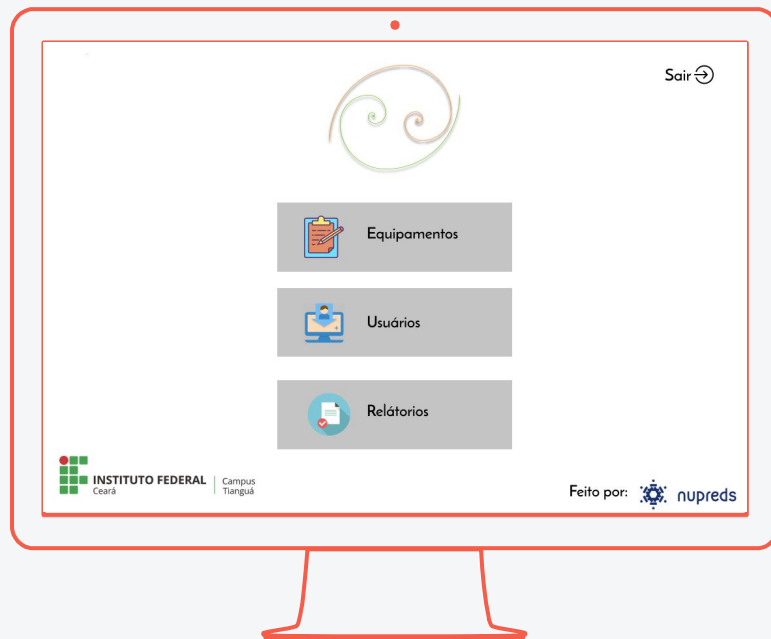 Sair
Equipamentos
Usuários
Relátorios
INSTITUTO FEDERAL
Ceará
Campus
Tianguá
Feito por:
nupreds